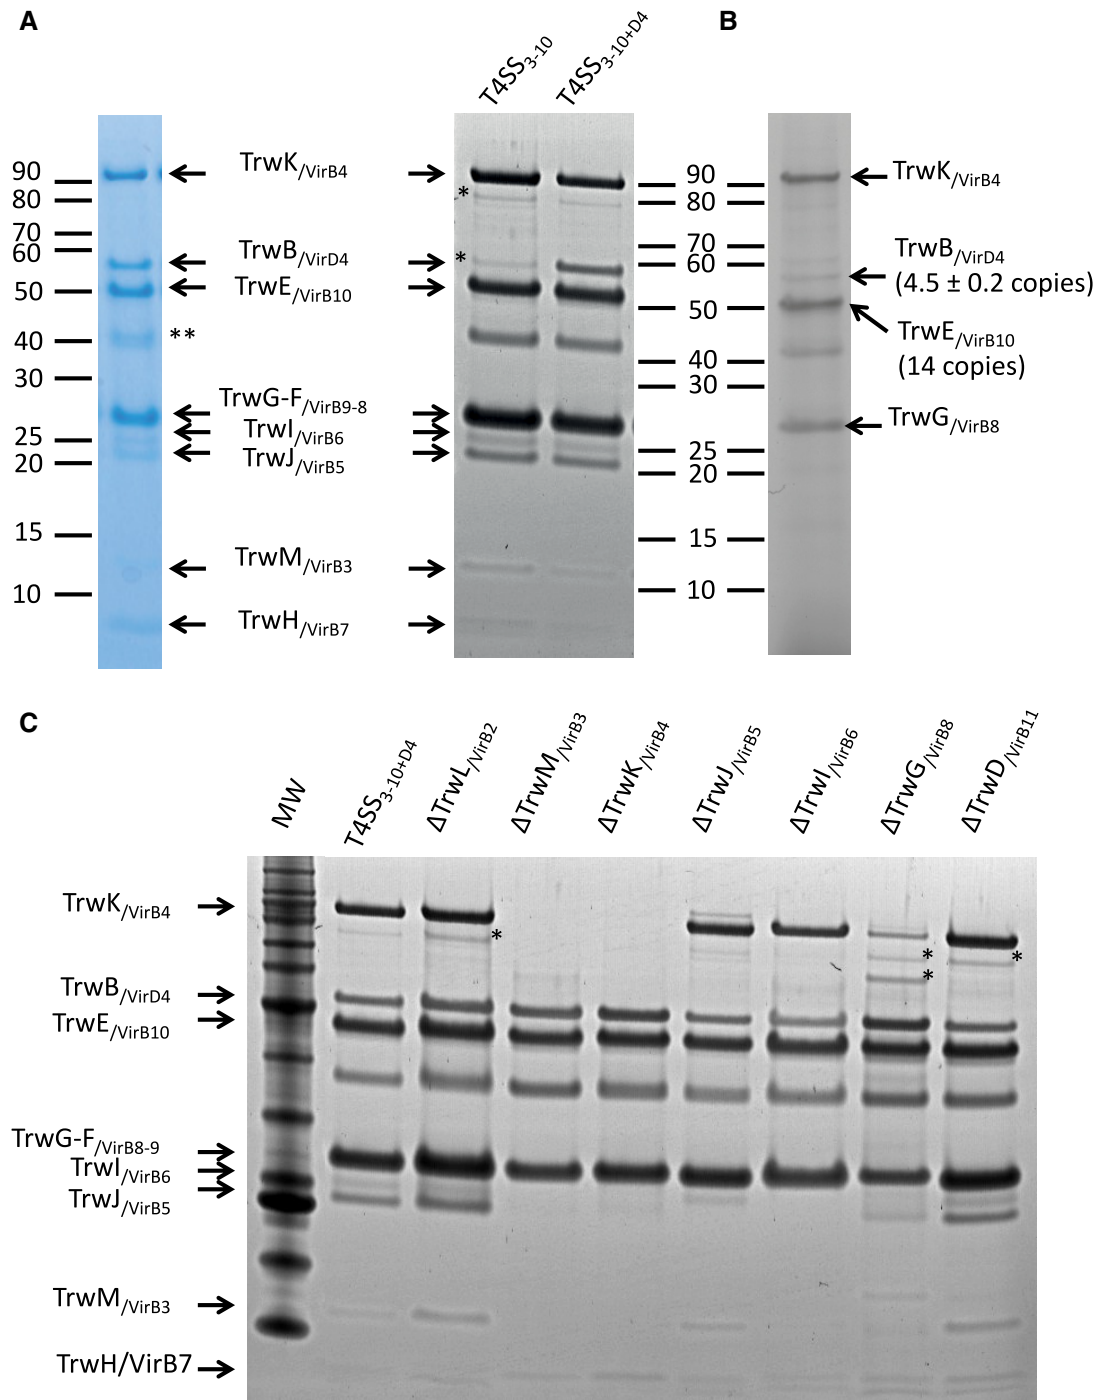 A
B
T4SS3-10
T4SS3-10+D4
90
80
70
60
50
40
30
25
20
15
10
TrwK/VirB4
*
TrwB/VirD4
*
TrwE/VirB10
**
TrwG-F/VirB9-8
TrwI/VirB6
TrwJ/VirB5
TrwM/VirB3
TrwH/VirB7
90
80
70
60
50
40
30
25
20
15
10
TrwK/VirB4
TrwB/VirD4
(4.5 ± 0.2 copies)
TrwE/VirB10
(14 copies)
TrwG/VirB8
C
MW
T4SS3-10+D4
ΔTrwL/VirB2
ΔTrwM/VirB3
ΔTrwK/VirB4
ΔTrwJ/VirB5
ΔTrwI/VirB6
ΔTrwG/VirB8
ΔTrwD/VirB11
TrwK/VirB4
*
*
*
*
TrwB/VirD4
TrwE/VirB10
TrwG-F/VirB8-9
TrwI/VirB6
TrwJ/VirB5
TrwM/VirB3
TrwH/VirB7